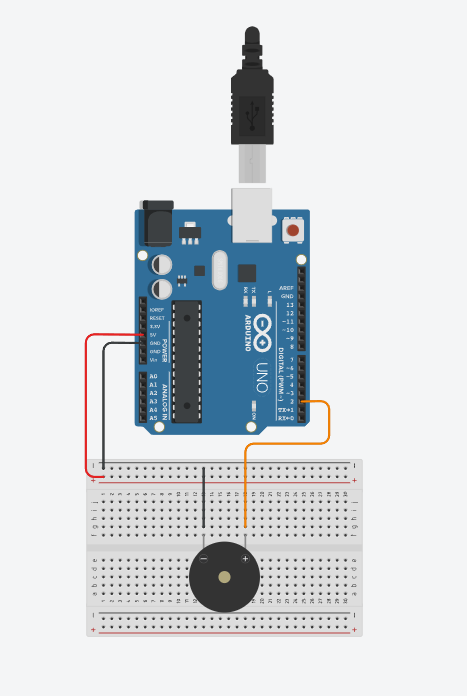 AREF
GND
13
12
~11
~10
~9
8
7
~6
~5
4
~3
2
TX→1
RX←0
RX
TX
L
IOREF
RESET
3.3V
5V
GND
GND
Vin
POWER
A0
A1
A2
A3
A4
A5
ANALOG IN
ARDUINO
UNO
DIGITAL (PWM~)
ON
− −
+ +
j j
i i
h h
g g
f f
− +
e e
d d
c c
b b
a a
− −
+ +